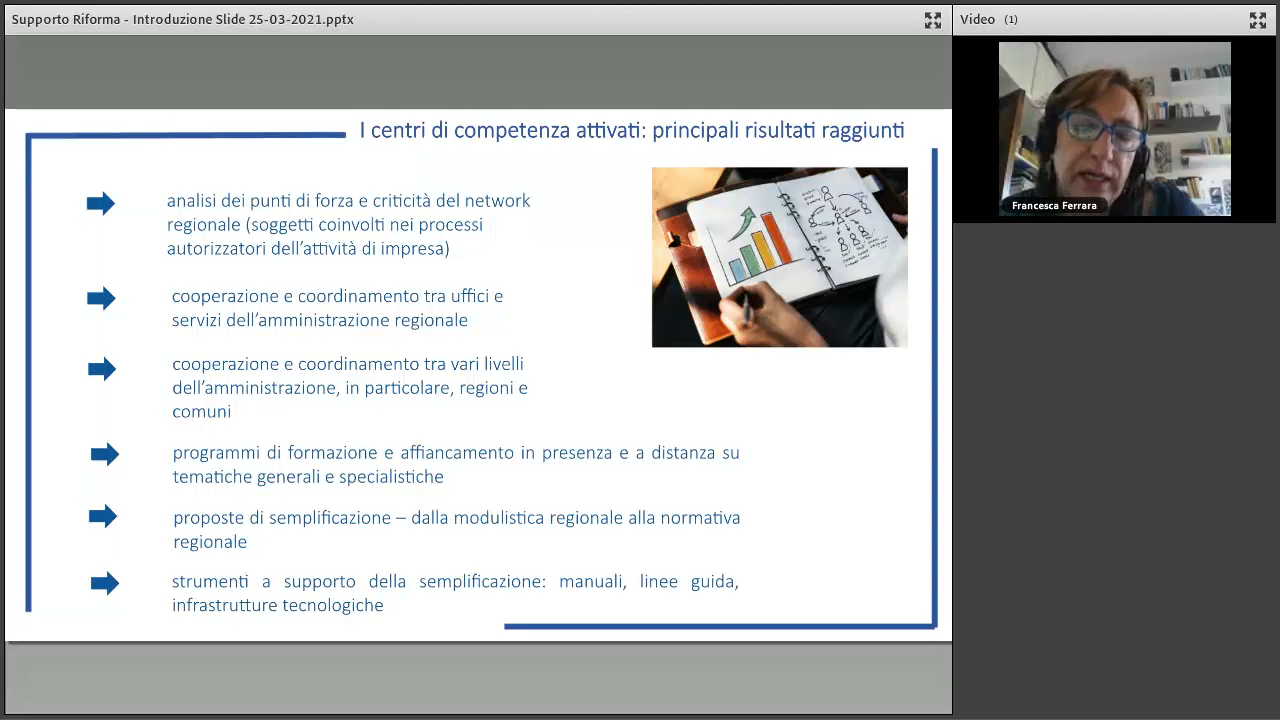 Supporto Riforma - Introduzione Slide 25-03-2021.pptx
Video (1)
I centri di competenza attivati: principali risultati raggiunti
analisi dei punti di forza e criticità del network
regionale (soggetti coinvolti nei processi
autorizzatori dell’attività di impresa)
cooperazione e coordinamento tra uffici e
servizi dell’amministrazione regionale
cooperazione e coordinamento tra vari livelli
dell’amministrazione, in particolare, regioni e
comuni
programmi di formazione e affiancamento in presenza e a distanza su
tematiche generali e specialistiche
proposte di semplificazione – dalla modulistica regionale alla normativa
regionale
strumenti a supporto della semplificazione: manuali, linee guida,
infrastrutture tecnologiche
Francesca Ferrara